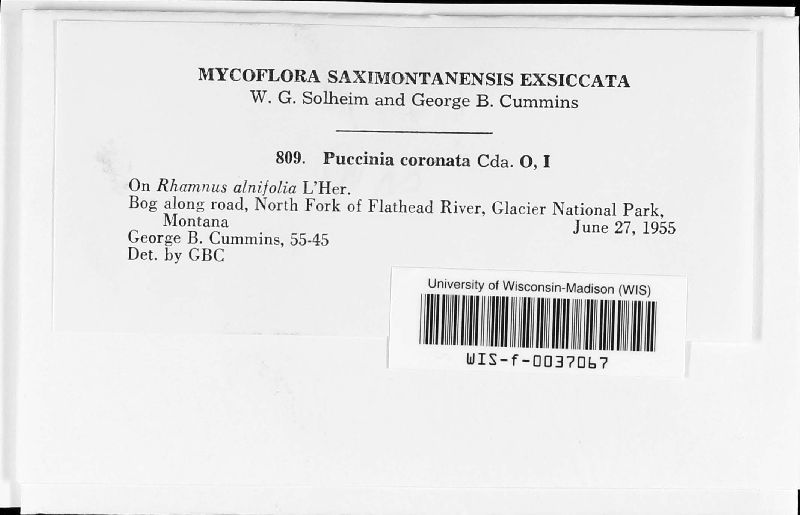 MYCOFLORA SAXIMONTANENSIS EXSICCATA
W. G. Solheim and George B. Cummins
809. Puccinia coronata Cda. O, I
On Rhamnus alnifolia L'Her.
Bog along road, North Fork of Flathead River, Glacier National Park,
Montana June 27, 1955
George B. Cummins, 55-45
Det. by GBC
University of Wisconsin-Madison (WIS)
WIS-f-0037067